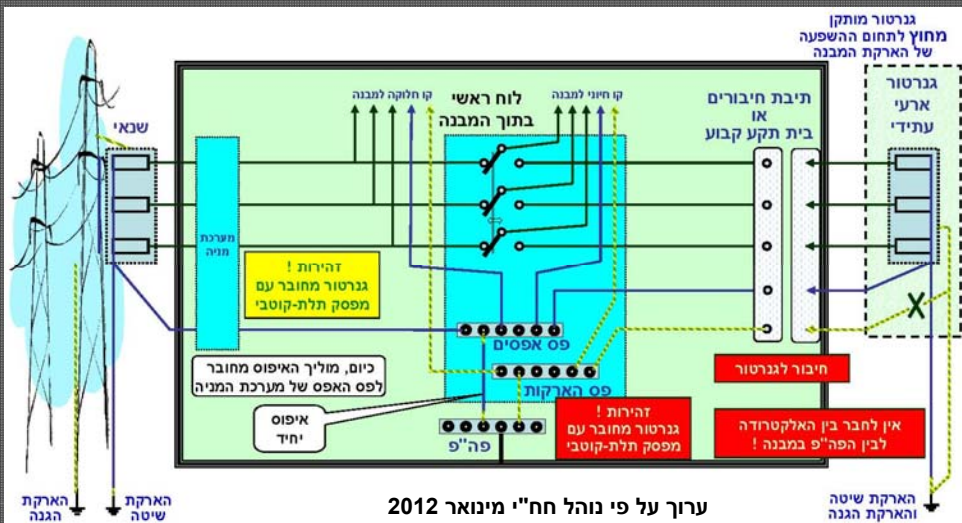 גנרטור מותקן
מחוץ לתחום ההשפעה
של הארקת המבנה
גנרטור
ארעי
עתידי
תיבת חיבורים
או
בית תקע קבוע
קו חיוני למבנה
לוח ראשי
בתוך המבנה
קו חלוקה למבנה
שנאי
מערכת
מניה
זהירות !
גנרטור מחובר עם
מפסק תלת-קוטבי
פס אפסים
כיום, מוליך האיפוס מחובר
לפס האפס של מערכת המניה
פס הארקות
חיבור לגנרטור
איפוס
יחיד
פה"פ
זהירות !
גנרטור מחובר עם
מפסק תלת-קוטבי
אין לחבר בין האלקטרודה
לבין הפה"פ במבנה !
הארקת שיטה
והארקת הגנה
הארקת
שיטה
הארקת
הגנה
ערוך על פי נוהל חח"י מינואר 2012